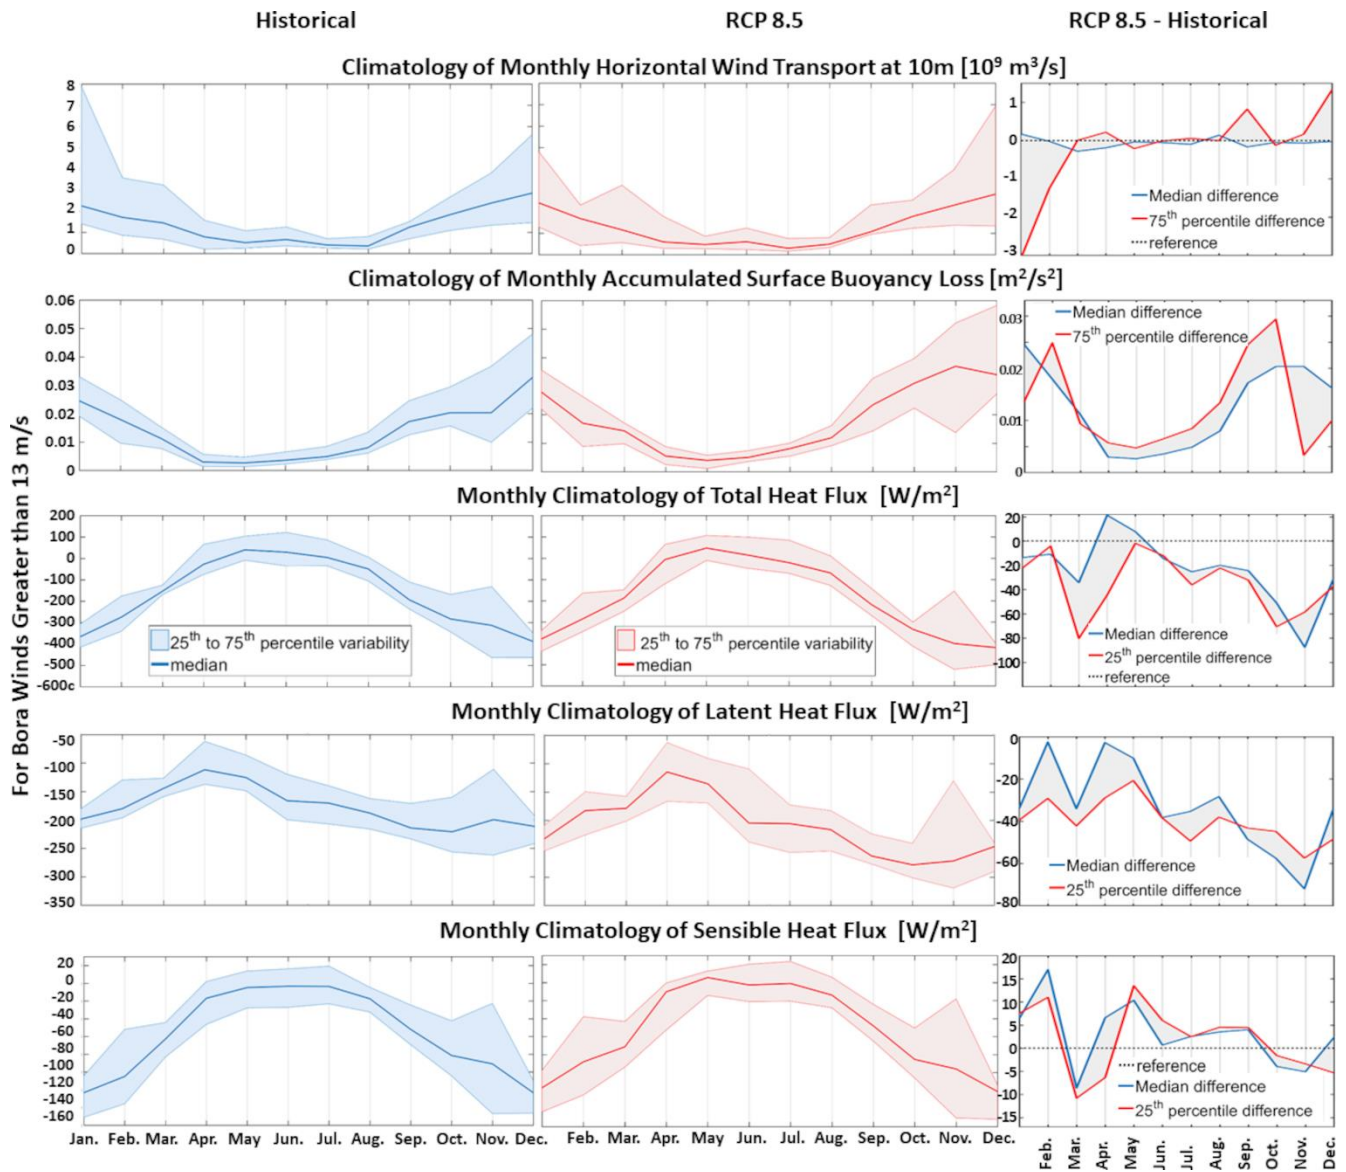 Historical RCP 8.5 RCP 8.5 - Historical
For Bora Winds Greater than 13 m/s
Climatology of Monthly Horizontal Wind Transport at 10m [10⁹ m³/s]
8
7
6
5
4
3
2
1
0
1
0
-1
-2
-3
Median difference
75th percentile difference
reference
Climatology of Monthly Accumulated Surface Buoyancy Loss [m²/s²]
0.06
0.05
0.04
0.03
0.02
0.01
0
0.03
0.02
0.01
0
Median difference
75th percentile difference
Monthly Climatology of Total Heat Flux [W/m²]
200
100
0
-100
-200
-300
-400
-500
-600c
25th to 75th percentile variability
median
25th to 75th percentile variability
median
20
0
-20
-40
-60
-80
-100
Median difference
25th percentile difference
reference
Monthly Climatology of Latent Heat Flux [W/m²]
-50
-100
-150
-200
-250
-300
-350
0
-20
-40
-60
-80
Median difference
25th percentile difference
Monthly Climatology of Sensible Heat Flux [W/m²]
20
0
-20
-40
-60
-80
-100
-120
-140
-160
20
15
10
5
0
-5
-10
-15
reference
Median difference
25th percentile difference
Jan. Feb. Mar. Apr. May Jun. Jul. Aug. Sep. Oct. Nov. Dec.
Feb. Mar. Apr. May Jun. Jul. Aug. Sep. Oct. Nov. Dec.
Feb. Mar. Apr. May Jun. Jul. Aug. Sep. Oct. Nov. Dec.